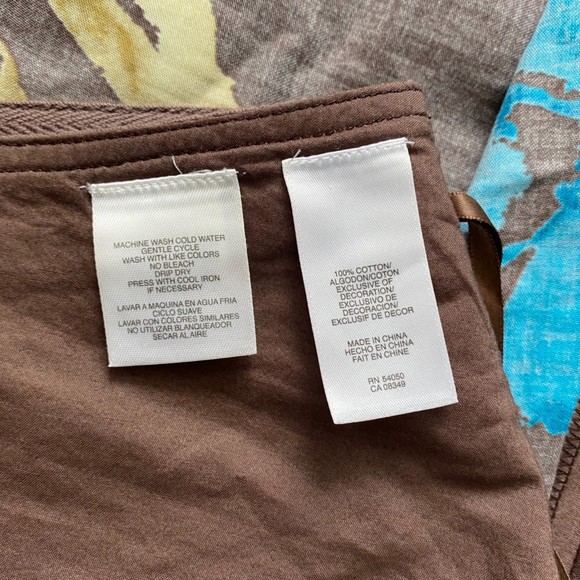 MACHINE WASH COLD WATER
GENTLE CYCLE
WASH WITH LIKE COLORS
NO BLEACH
DRIP DRY
PRESS WITH COOL IRON
IF NECESSARY
LAVAR A MAQUINA EN AGUA FRIA
CICLO SUAVE
LAVAR CON COLORES SIMILARES
NO UTILIZAR BLANQUEADOR
SECAR AL AIRE
100% COTTON/
ALGODON/COTON
EXCLUSIVE OF
DECORATION/
EXCLUSIVO DE
DECORACION/
EXCLUSIF DE DECOR
MADE IN CHINA
HECHO EN CHINA
FAIT EN CHINE
RN 54050
CA 08349